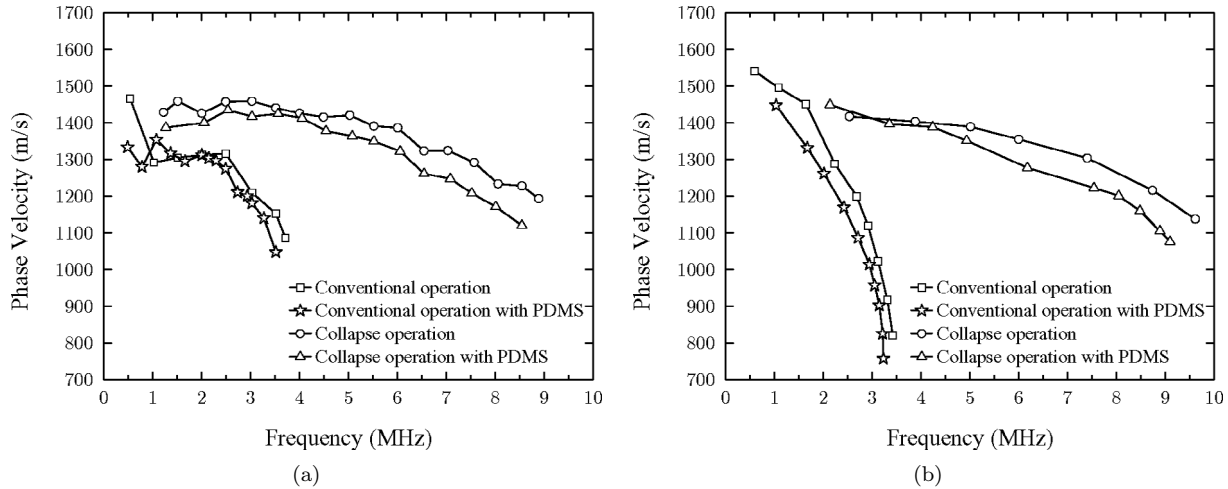 1700
1600
1500
1400
1300
1200
1100
1000
900
800
700
Phase Velocity (m/s)
Conventional operation
Conventional operation with PDMS
Collapse operation
Collapse operation with PDMS
0 1 2 3 4 5 6 7 8 9 10
Frequency (MHz)
(a)
1700
1600
1500
1400
1300
1200
1100
1000
900
800
700
Phase Velocity (m/s)
Conventional operation
Conventional operation with PDMS
Collapse operation
Collapse operation with PDMS
0 1 2 3 4 5 6 7 8 9 10
Frequency (MHz)
(b)